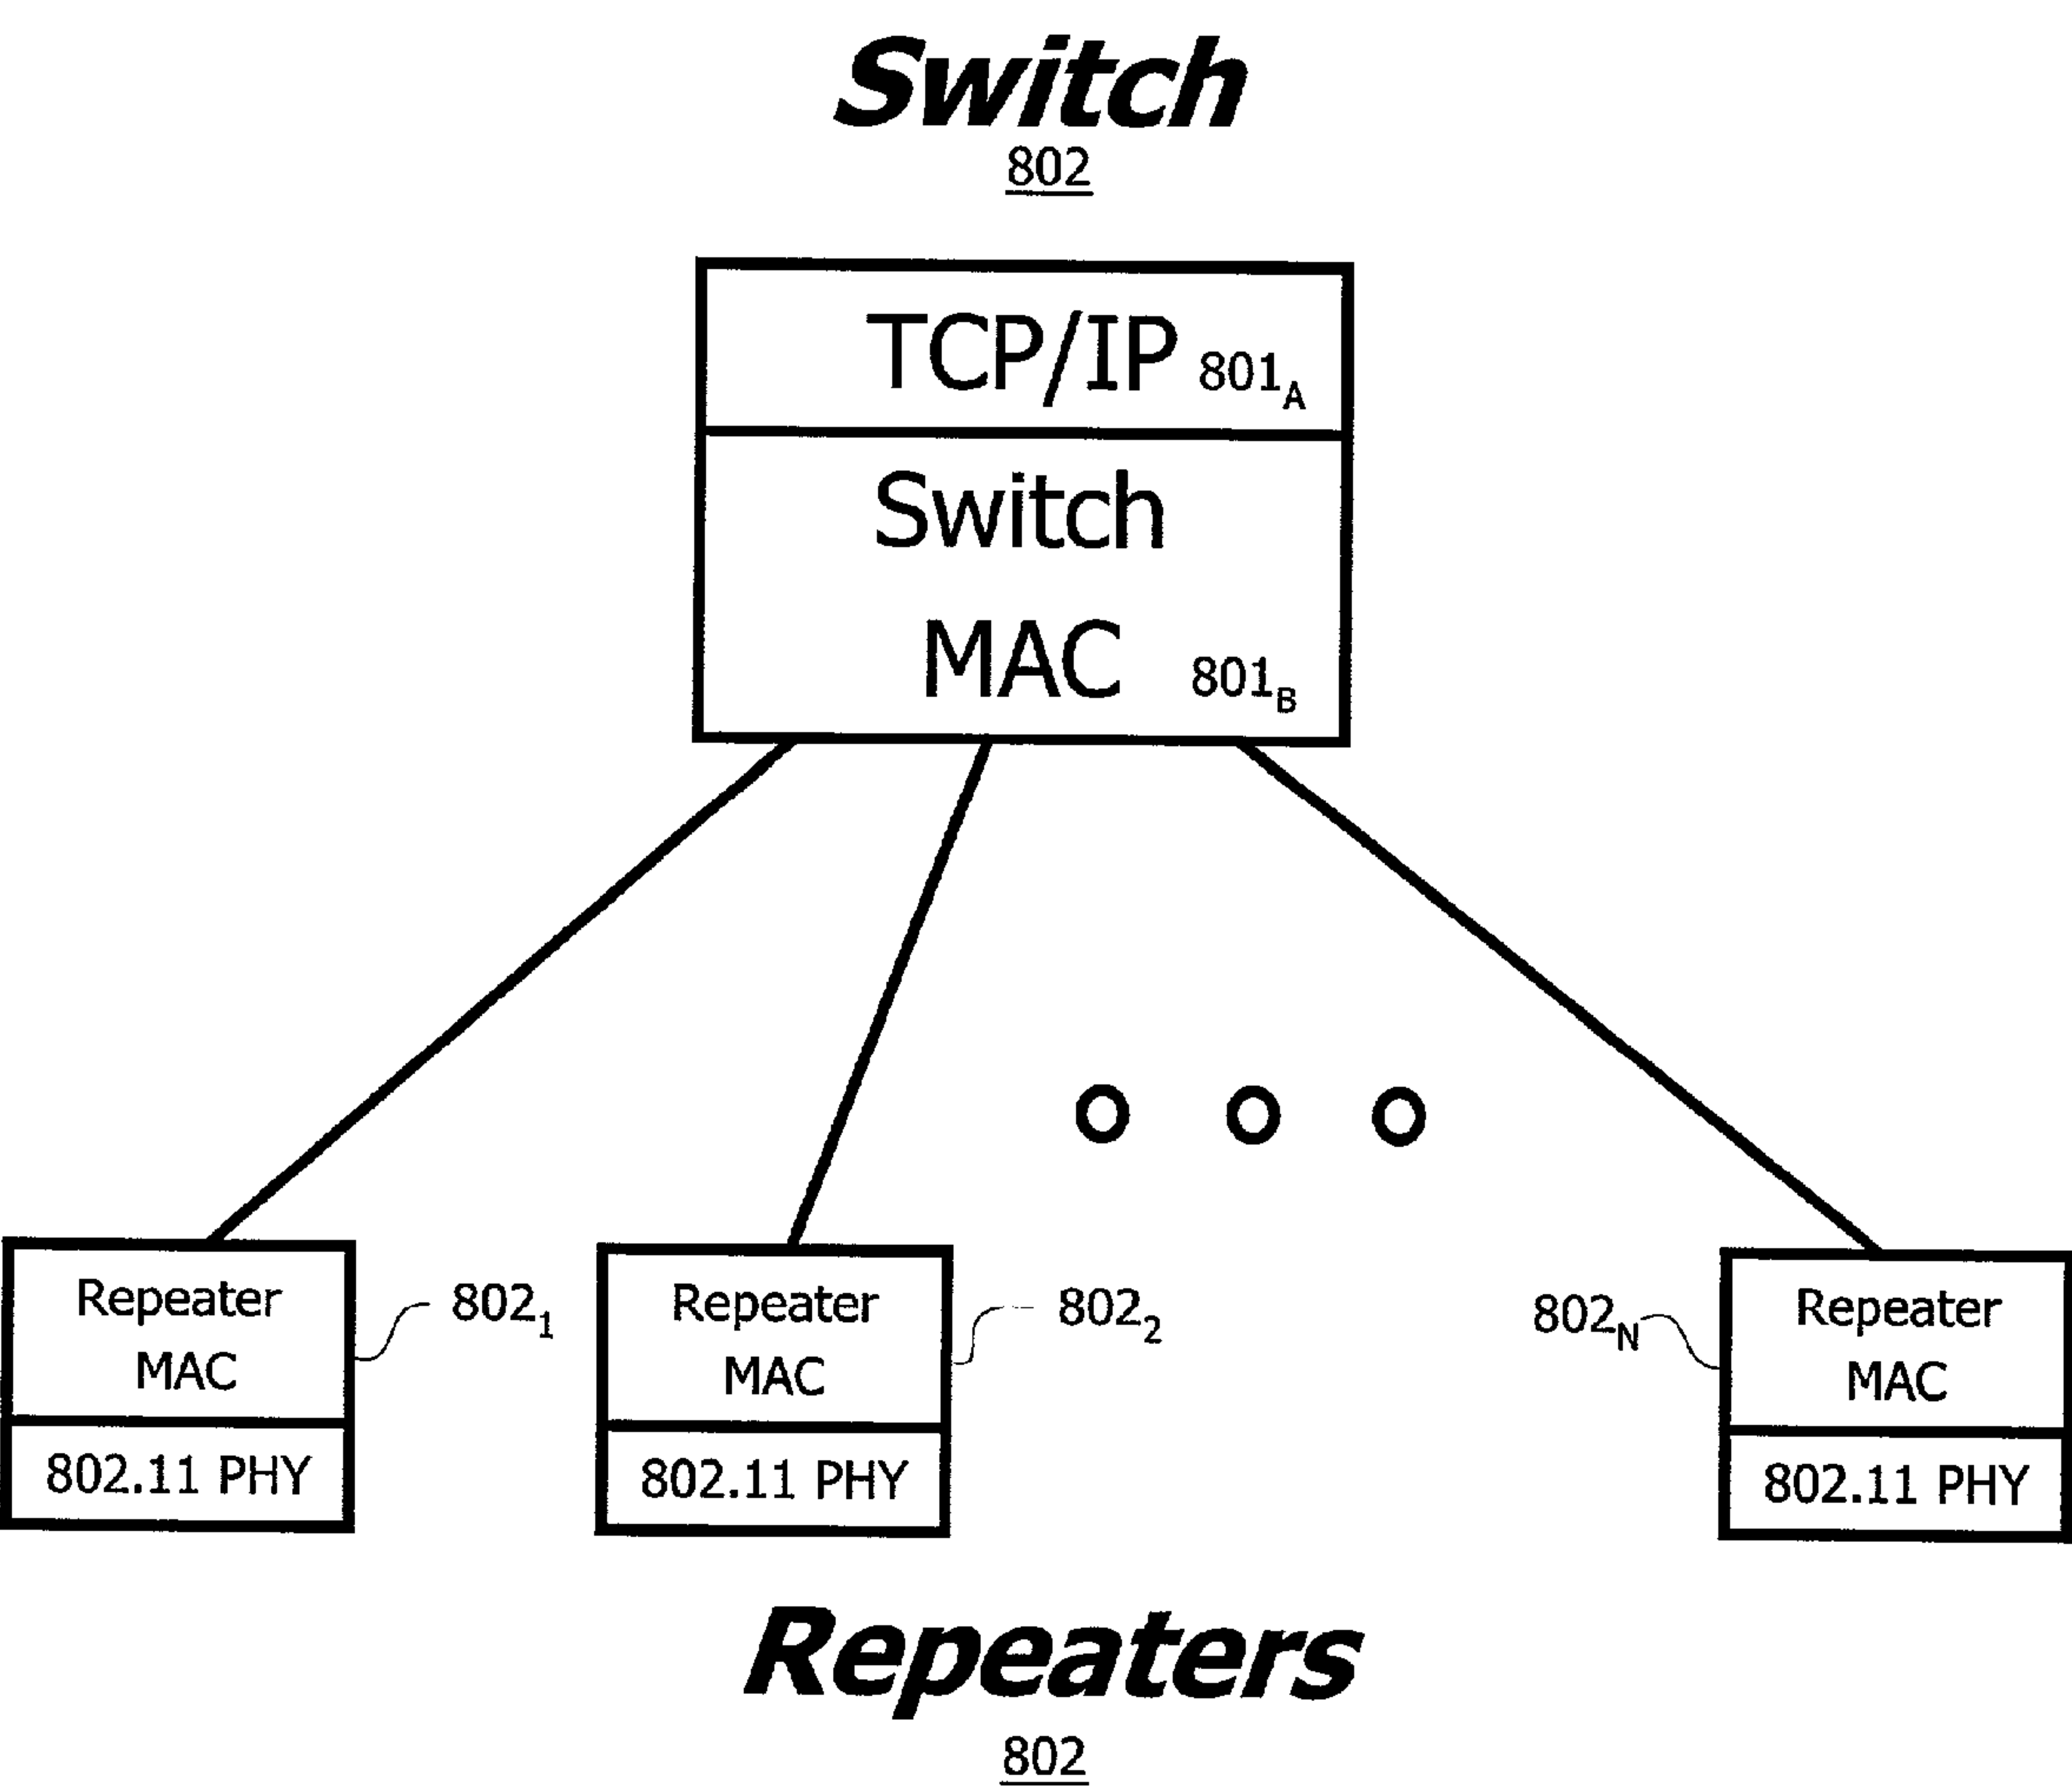 Switch
802
TCP/IP 801A
Switch
MAC 801B
Repeater
MAC
802.11 PHY
8021
Repeater
MAC
802.11 PHY
8022
802N
Repeater
MAC
802.11 PHY
Repeaters
802